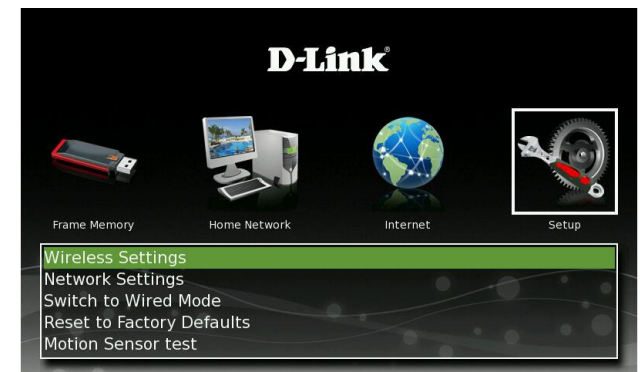 D-Link®
Frame Memory
Home Network
Internet
Setup
Wireless Settings
Network Settings
Switch to Wired Mode
Reset to Factory Defaults
Motion Sensor test